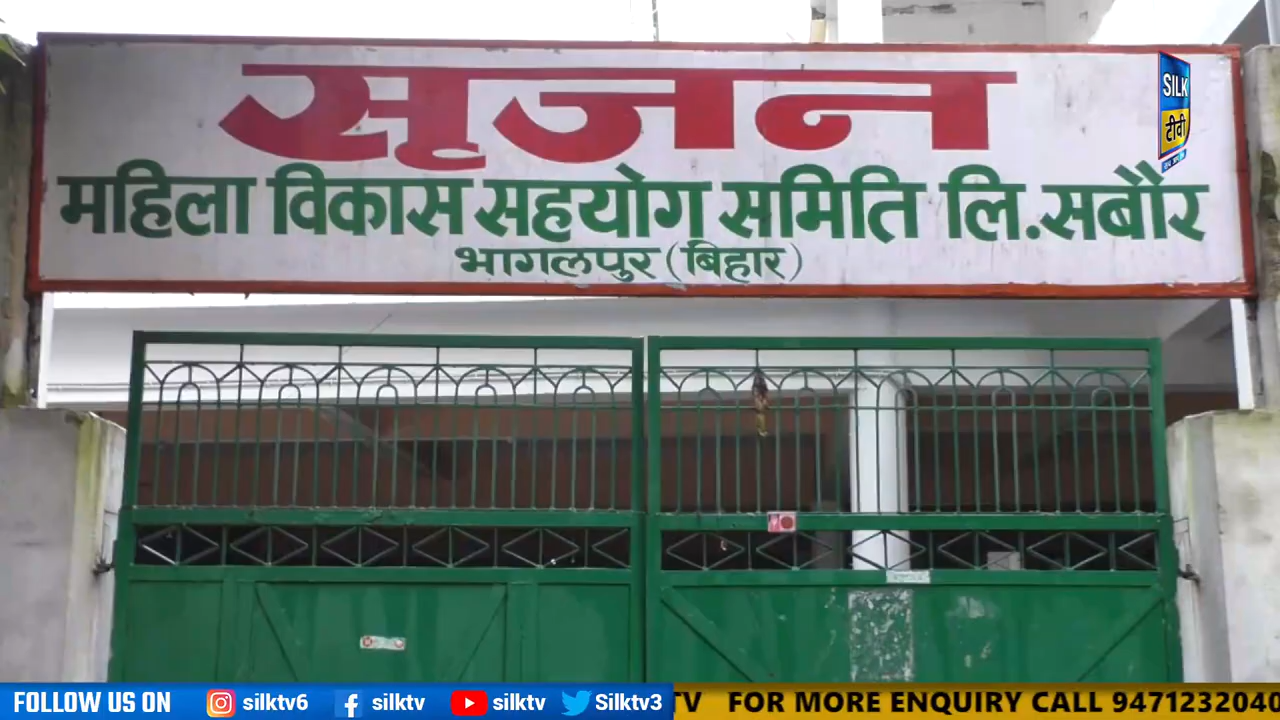 सृजन
महिला विकास सहयोग समिति लि.सबौर
भागलपुर (बिहार)
SILK
टीवी
FOLLOW US ON silktv6 silktv silktv Silktv3 TV FOR MORE ENQUIRY CALL 9471232040